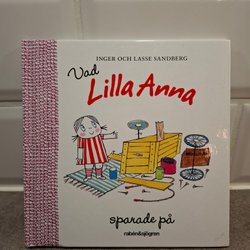 INGER OCH LASSE SANDBERG
Vad
Lilla Anna
sparade på
rabén&sjögren